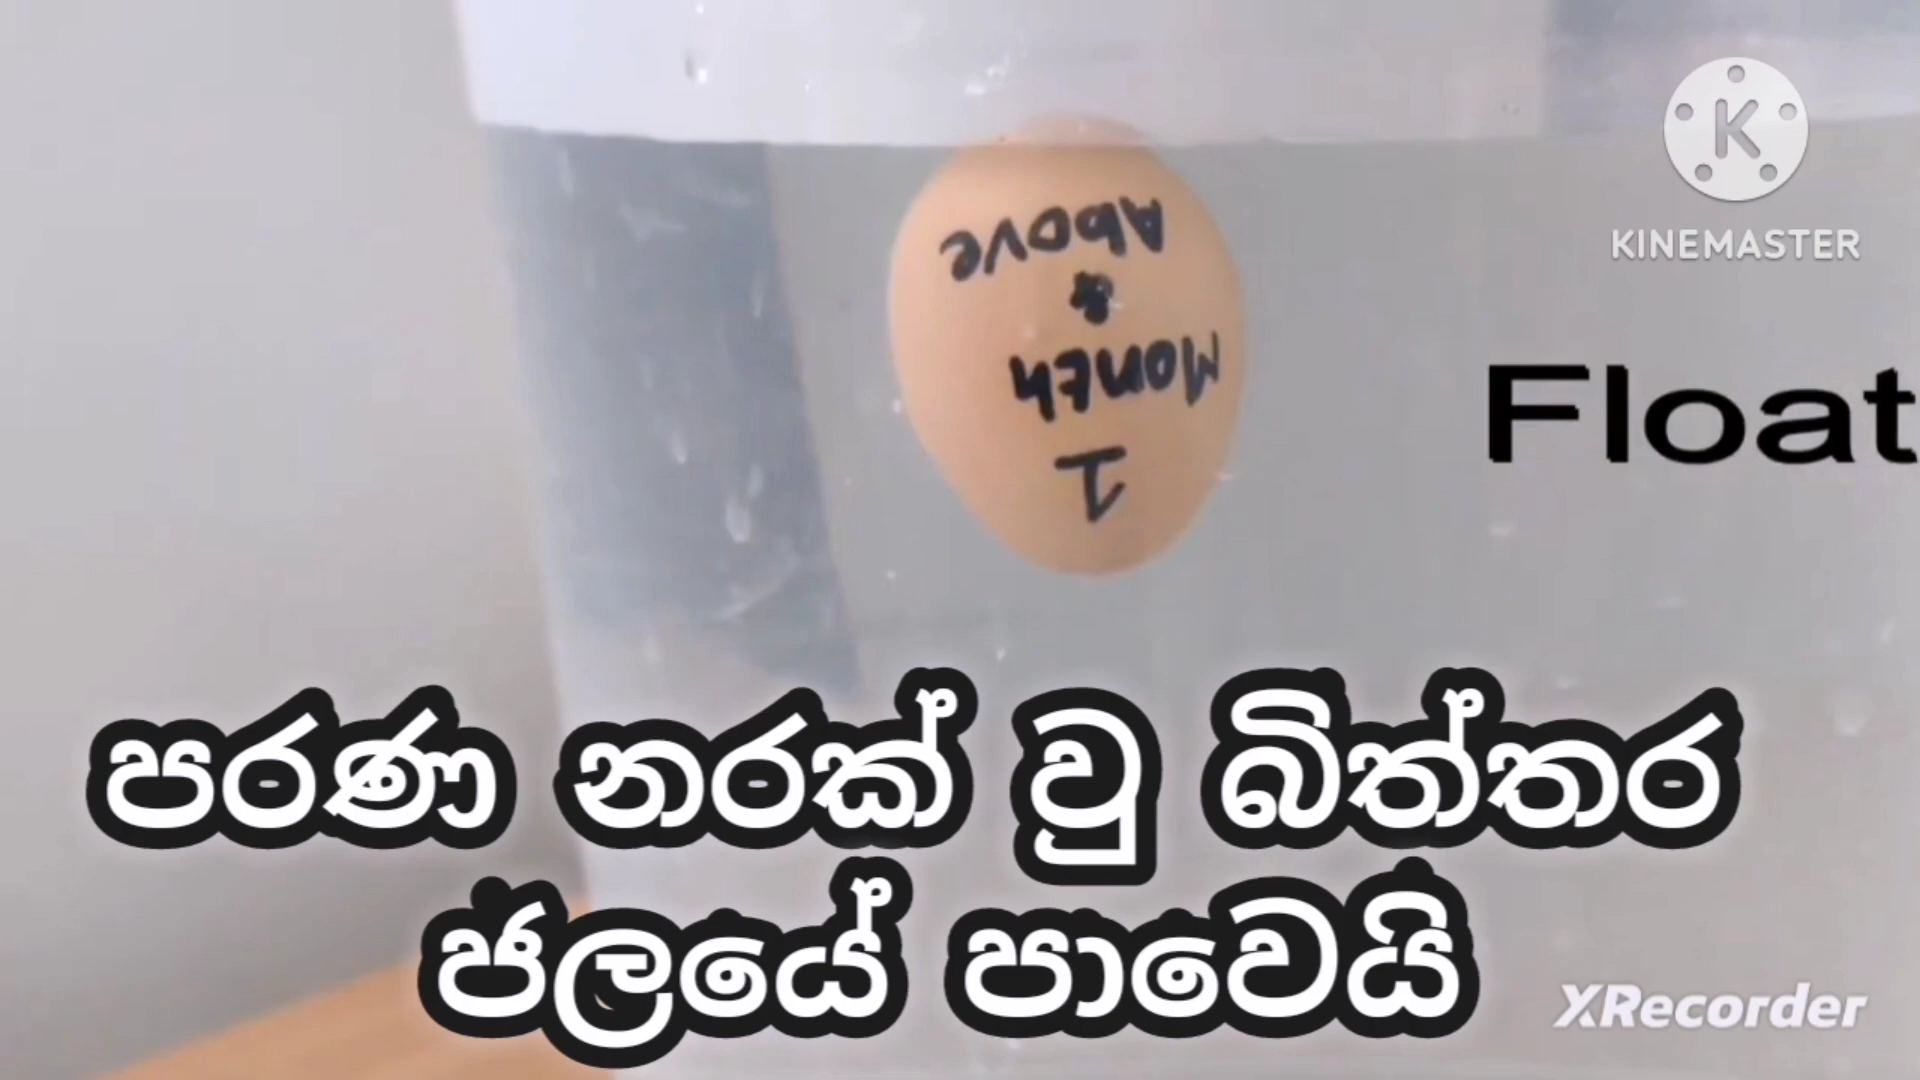 KINEMASTER
Above
&
Month
1
Float
පරණ නරක් වු බිත්තර
ජලයේ පාවෙයි
XRecorder